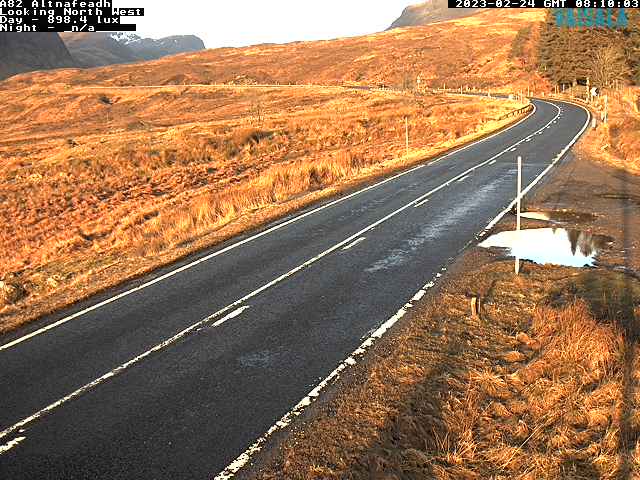 A82 Altnafeadh
Looking North West
Day - 898.4 lux
Night - n/a
2023-02-24 GMT 08:10:03
VAISALA